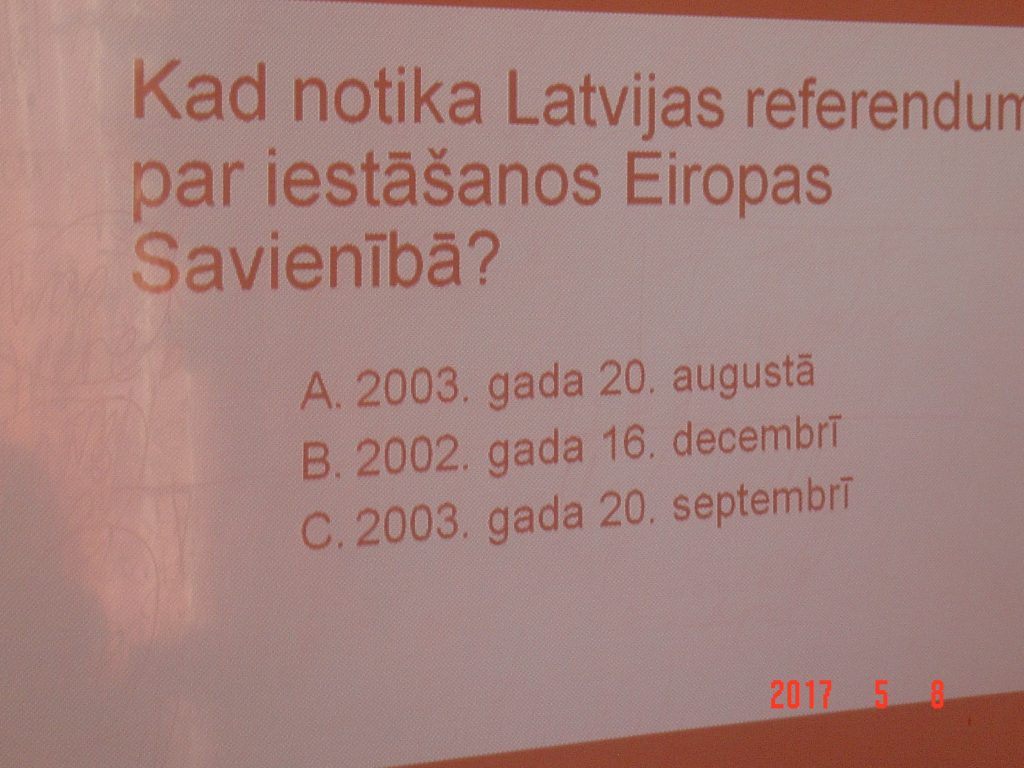 Kad notika Latvijas referendum
par iestāšanos Eiropas
Savienībā?
A. 2003. gada 20. augustā
B. 2002. gada 16. decembrī
C. 2003. gada 20. septembrī
2017 5 8